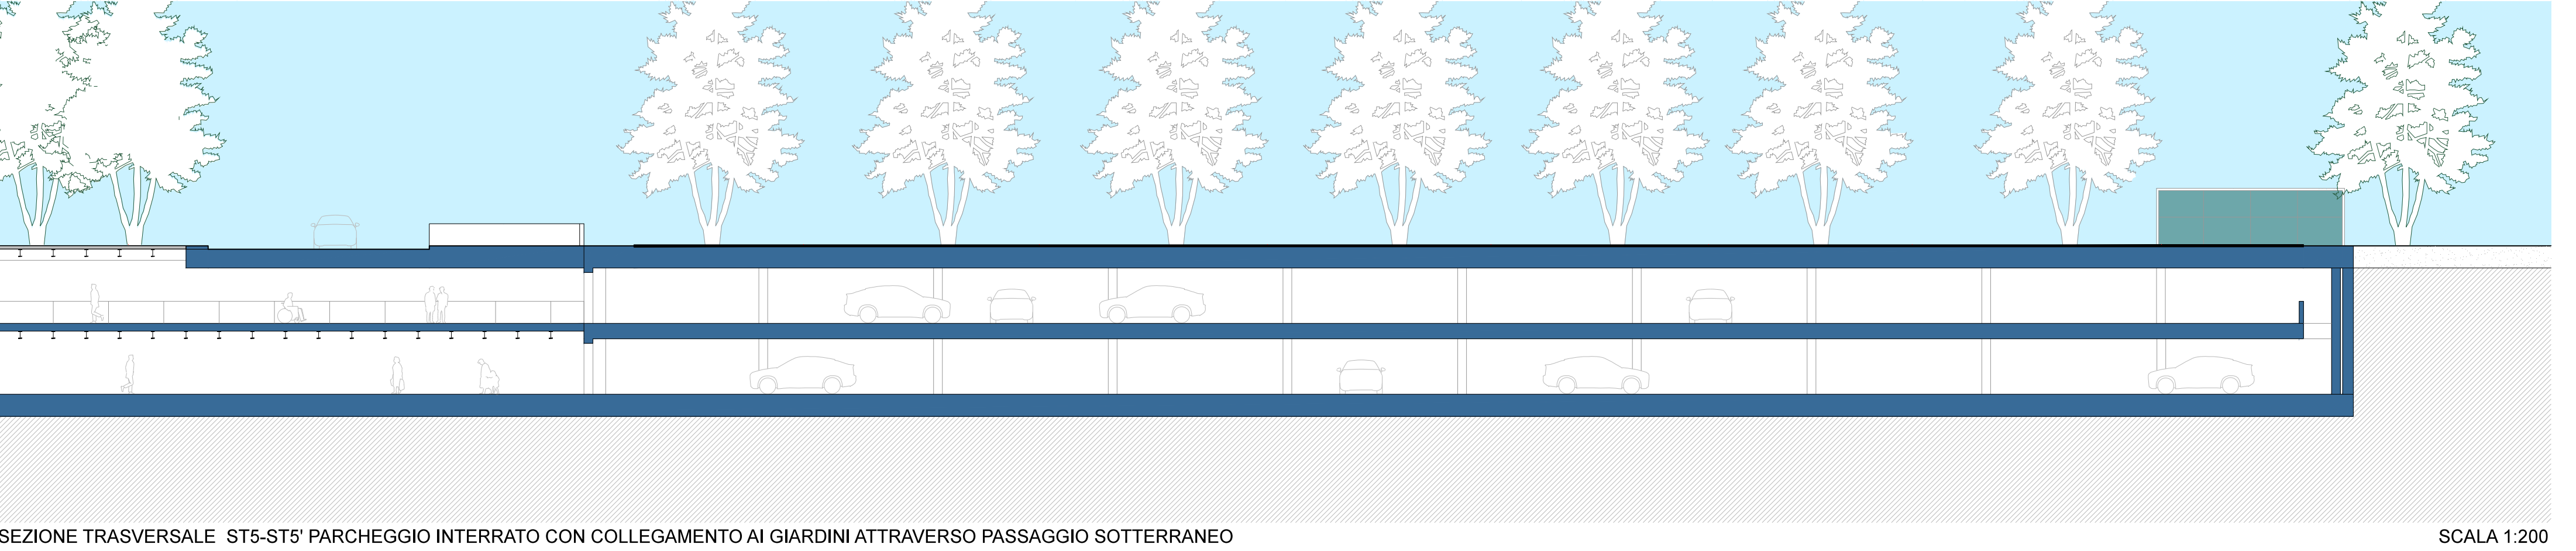 SEZIONE TRASVERSALE ST5-ST5' PARCHEGGIO INTERRATO CON COLLEGAMENTO AI GIARDINI ATTRAVERSO PASSAGGIO SOTTERRANEO
SCALA 1:200